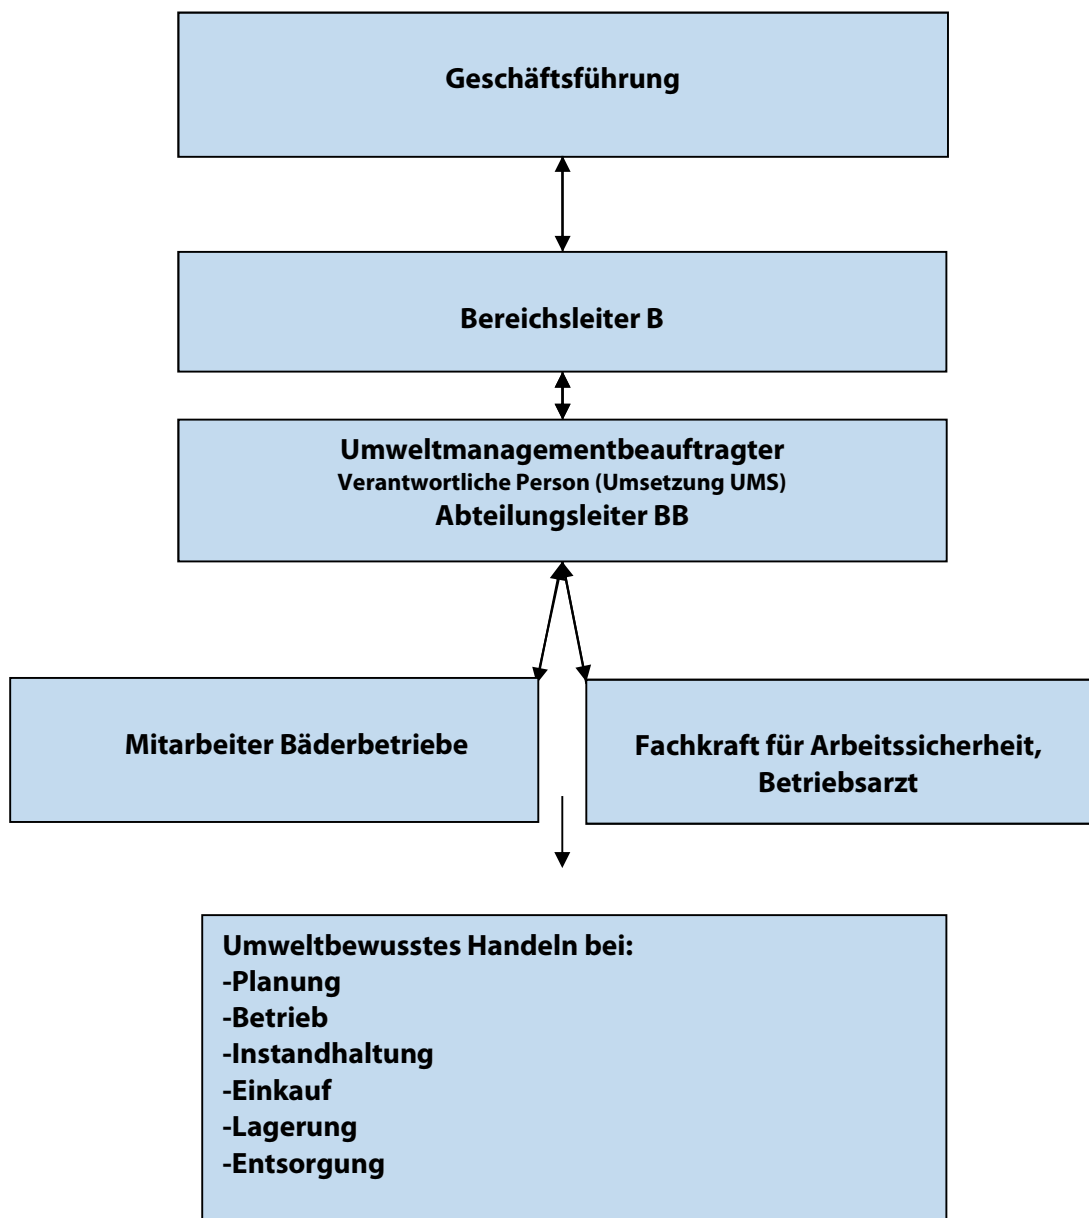 Geschäftsführung
Bereichsleiter B
Umweltmanagementbeauftragter
Verantwortliche Person (Umsetzung UMS)
Abteilungsleiter BB
Mitarbeiter Bäderbetriebe
Fachkraft für Arbeitssicherheit,
Betriebsarzt
Umweltbewusstes Handeln bei:
-Planung
-Betrieb
-Instandhaltung
-Einkauf
-Lagerung
-Entsorgung